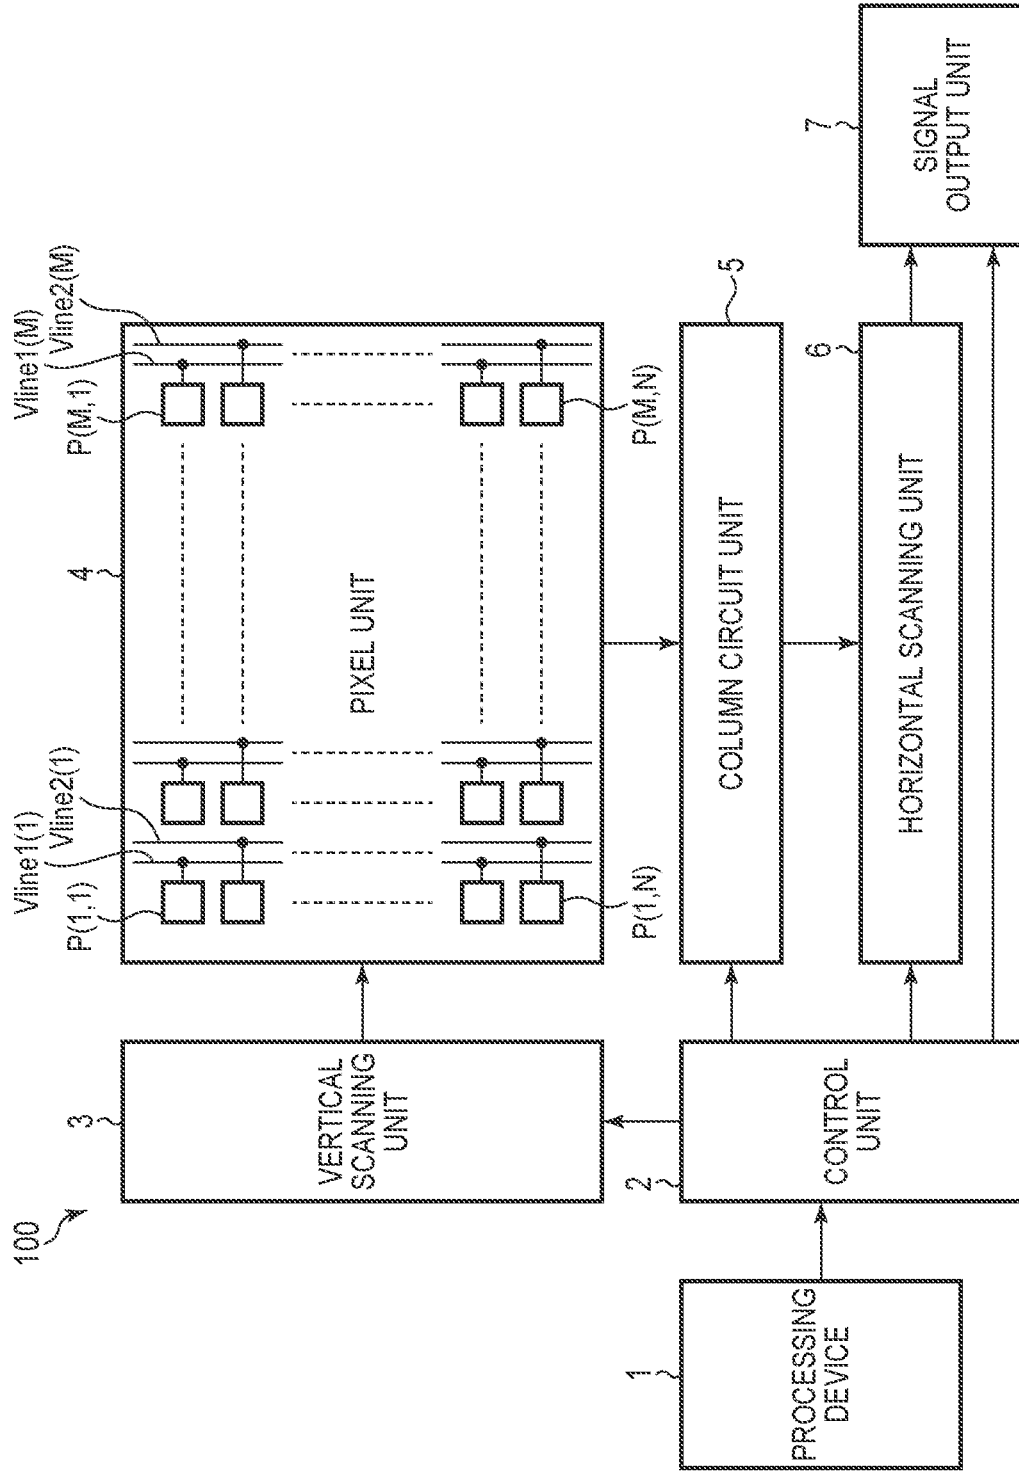 100
Vline1(1)
Vline2(1)
P(1,1)
Vline1(M)
Vline2(M)
P(M,1)
3
VERTICAL
SCANNING
UNIT
4
PIXEL UNIT
P(1,N)
P(M,N)
1
PROCESSING
DEVICE
2
CONTROL
UNIT
5
COLUMN CIRCUIT UNIT
6
HORIZONTAL SCANNING UNIT
7
SIGNAL
OUTPUT UNIT